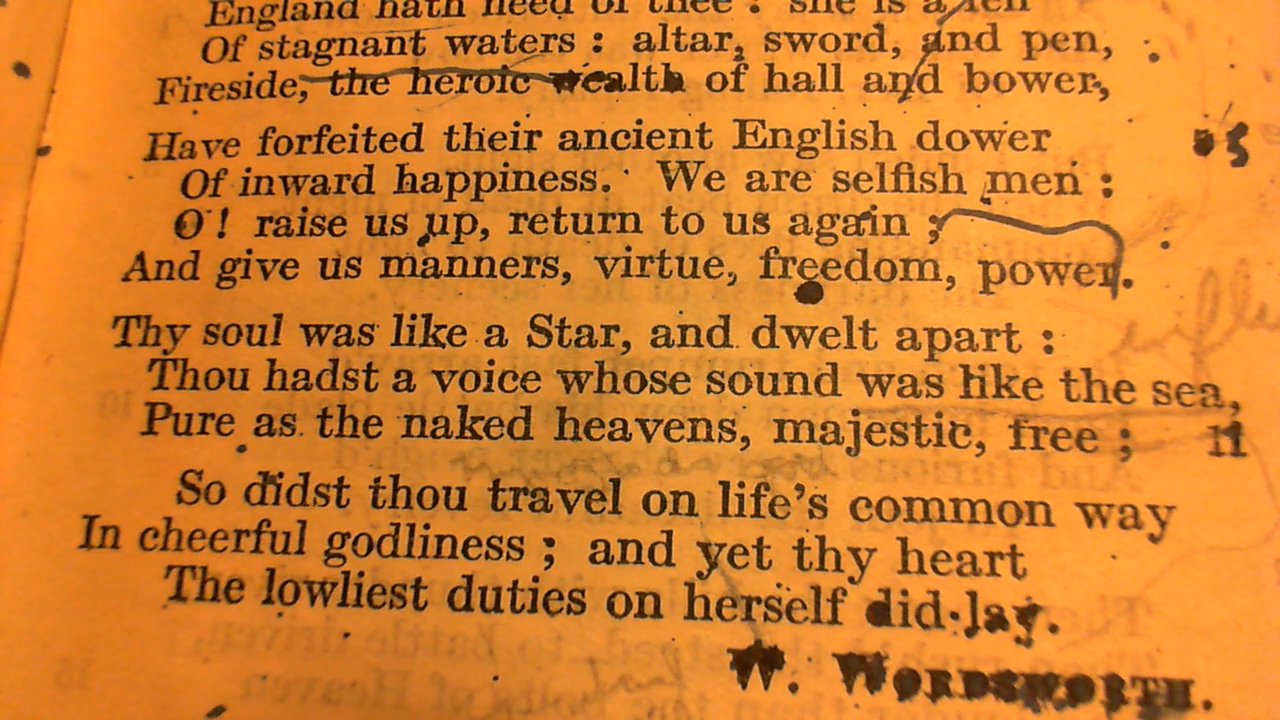 England hath need of thee : she is a fen
Of stagnant waters : altar, sword, and pen,
Fireside, the heroic wealth of hall and bower,
Have forfeited their ancient English dower
Of inward happiness. We are selfish men :
O ! raise us up, return to us again ;
And give us manners, virtue, freedom, power.
Thy soul was like a Star, and dwelt apart :
Thou hadst a voice whose sound was like the sea,
Pure as the naked heavens, majestic, free ; 11
So didst thou travel on life's common way
In cheerful godliness ; and yet thy heart
The lowliest duties on herself did lay.
W. WORDSWORTH.